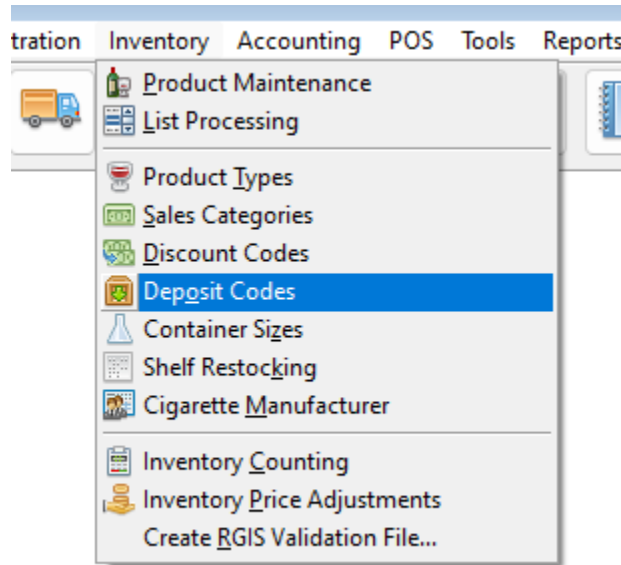 tration Inventory Accounting POS Tools Reports
Product Maintenance
List Processing
Product Types
Sales Categories
Discount Codes
Deposit Codes
Container Sizes
Shelf Restocking
Cigarette Manufacturer
Inventory Counting
Inventory Price Adjustments
Create RGIS Validation File...